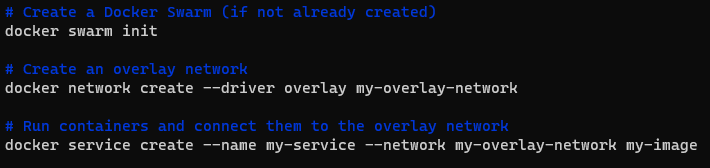 # Create a Docker Swarm (if not already created)
docker swarm init
# Create an overlay network
docker network create --driver overlay my-overlay-network
# Run containers and connect them to the overlay network
docker service create --name my-service --network my-overlay-network my-image